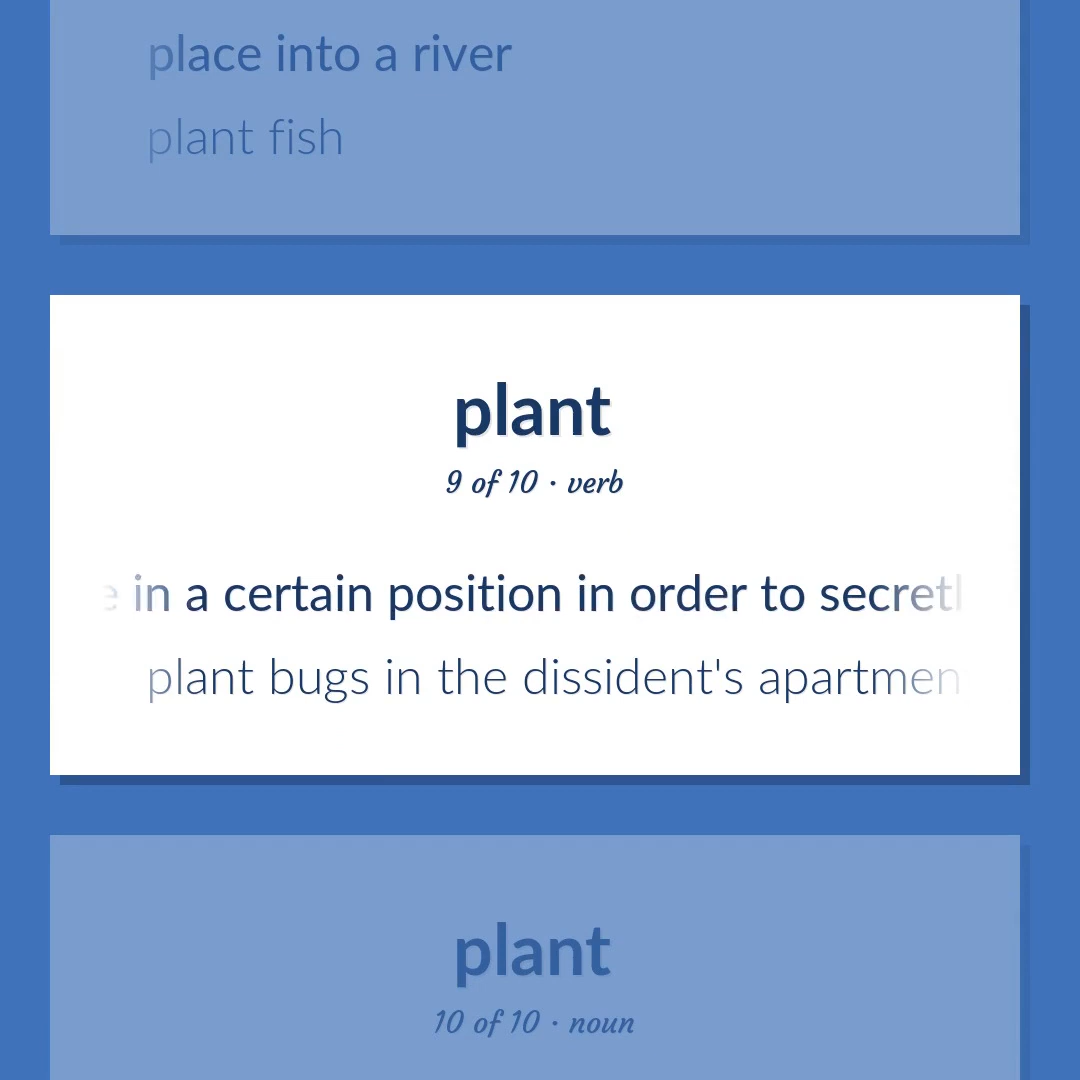 place into a river
plant fish
plant
9 of 10 · verb
in a certain position in order to secretl
plant bugs in the dissident's apartmen
plant
10 of 10 · noun